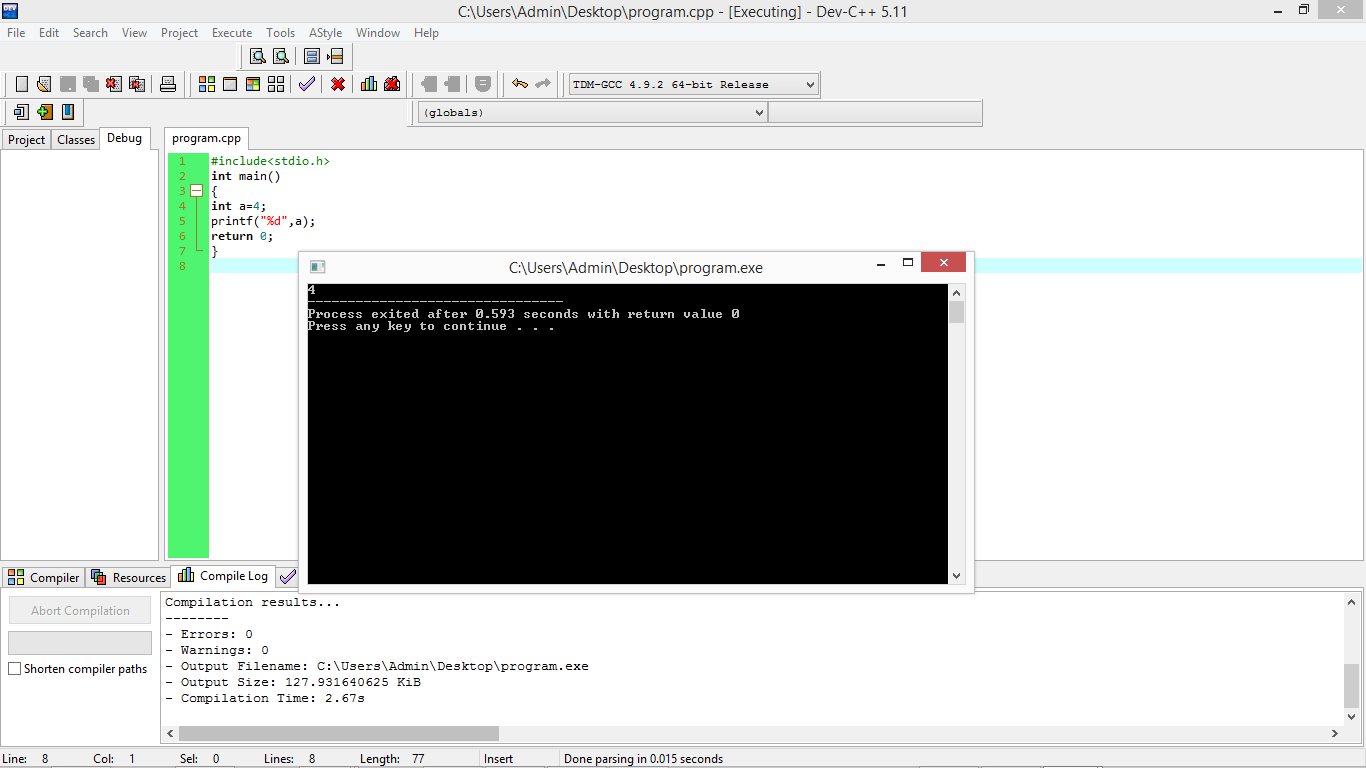 C:\Users\Admin\Desktop\program.cpp - [Executing] - Dev-C++ 5.11
File Edit Search View Project Execute Tools AStyle Window Help
TDM-GCC 4.9.2 64-bit Release
(globals)
Project Classes Debug
program.cpp
1 #include<stdio.h>
2 int main()
3 {
4 int a=4;
5 printf("%d",a);
6 return 0;
7 }
8
C:\Users\Admin\Desktop\program.exe
4
--------------------------------
Process exited after 0.593 seconds with return value 0
Press any key to continue . . .
Compiler Resources Compile Log
Abort Compilation
Shorten compiler paths
Compilation results...
--------
- Errors: 0
- Warnings: 0
- Output Filename: C:\Users\Admin\Desktop\program.exe
- Output Size: 127.931640625 KiB
- Compilation Time: 2.67s
Line: 8 Col: 1 Sel: 0 Lines: 8 Length: 77 Insert Done parsing in 0.015 seconds